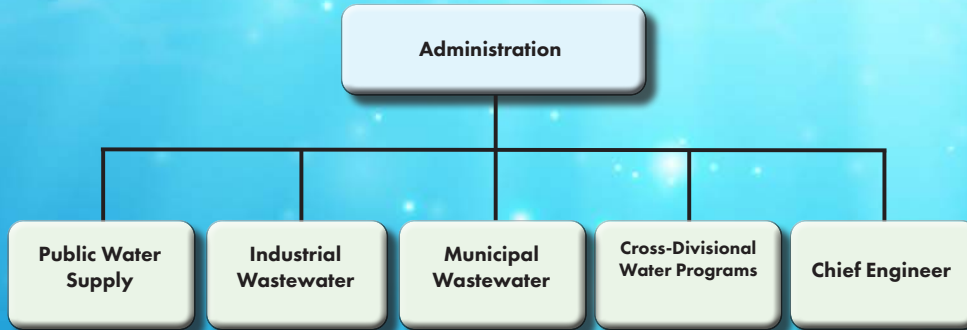 Administration
Public Water
Supply
Industrial
Wastewater
Municipal
Wastewater
Cross-Divisional
Water Programs
Chief Engineer